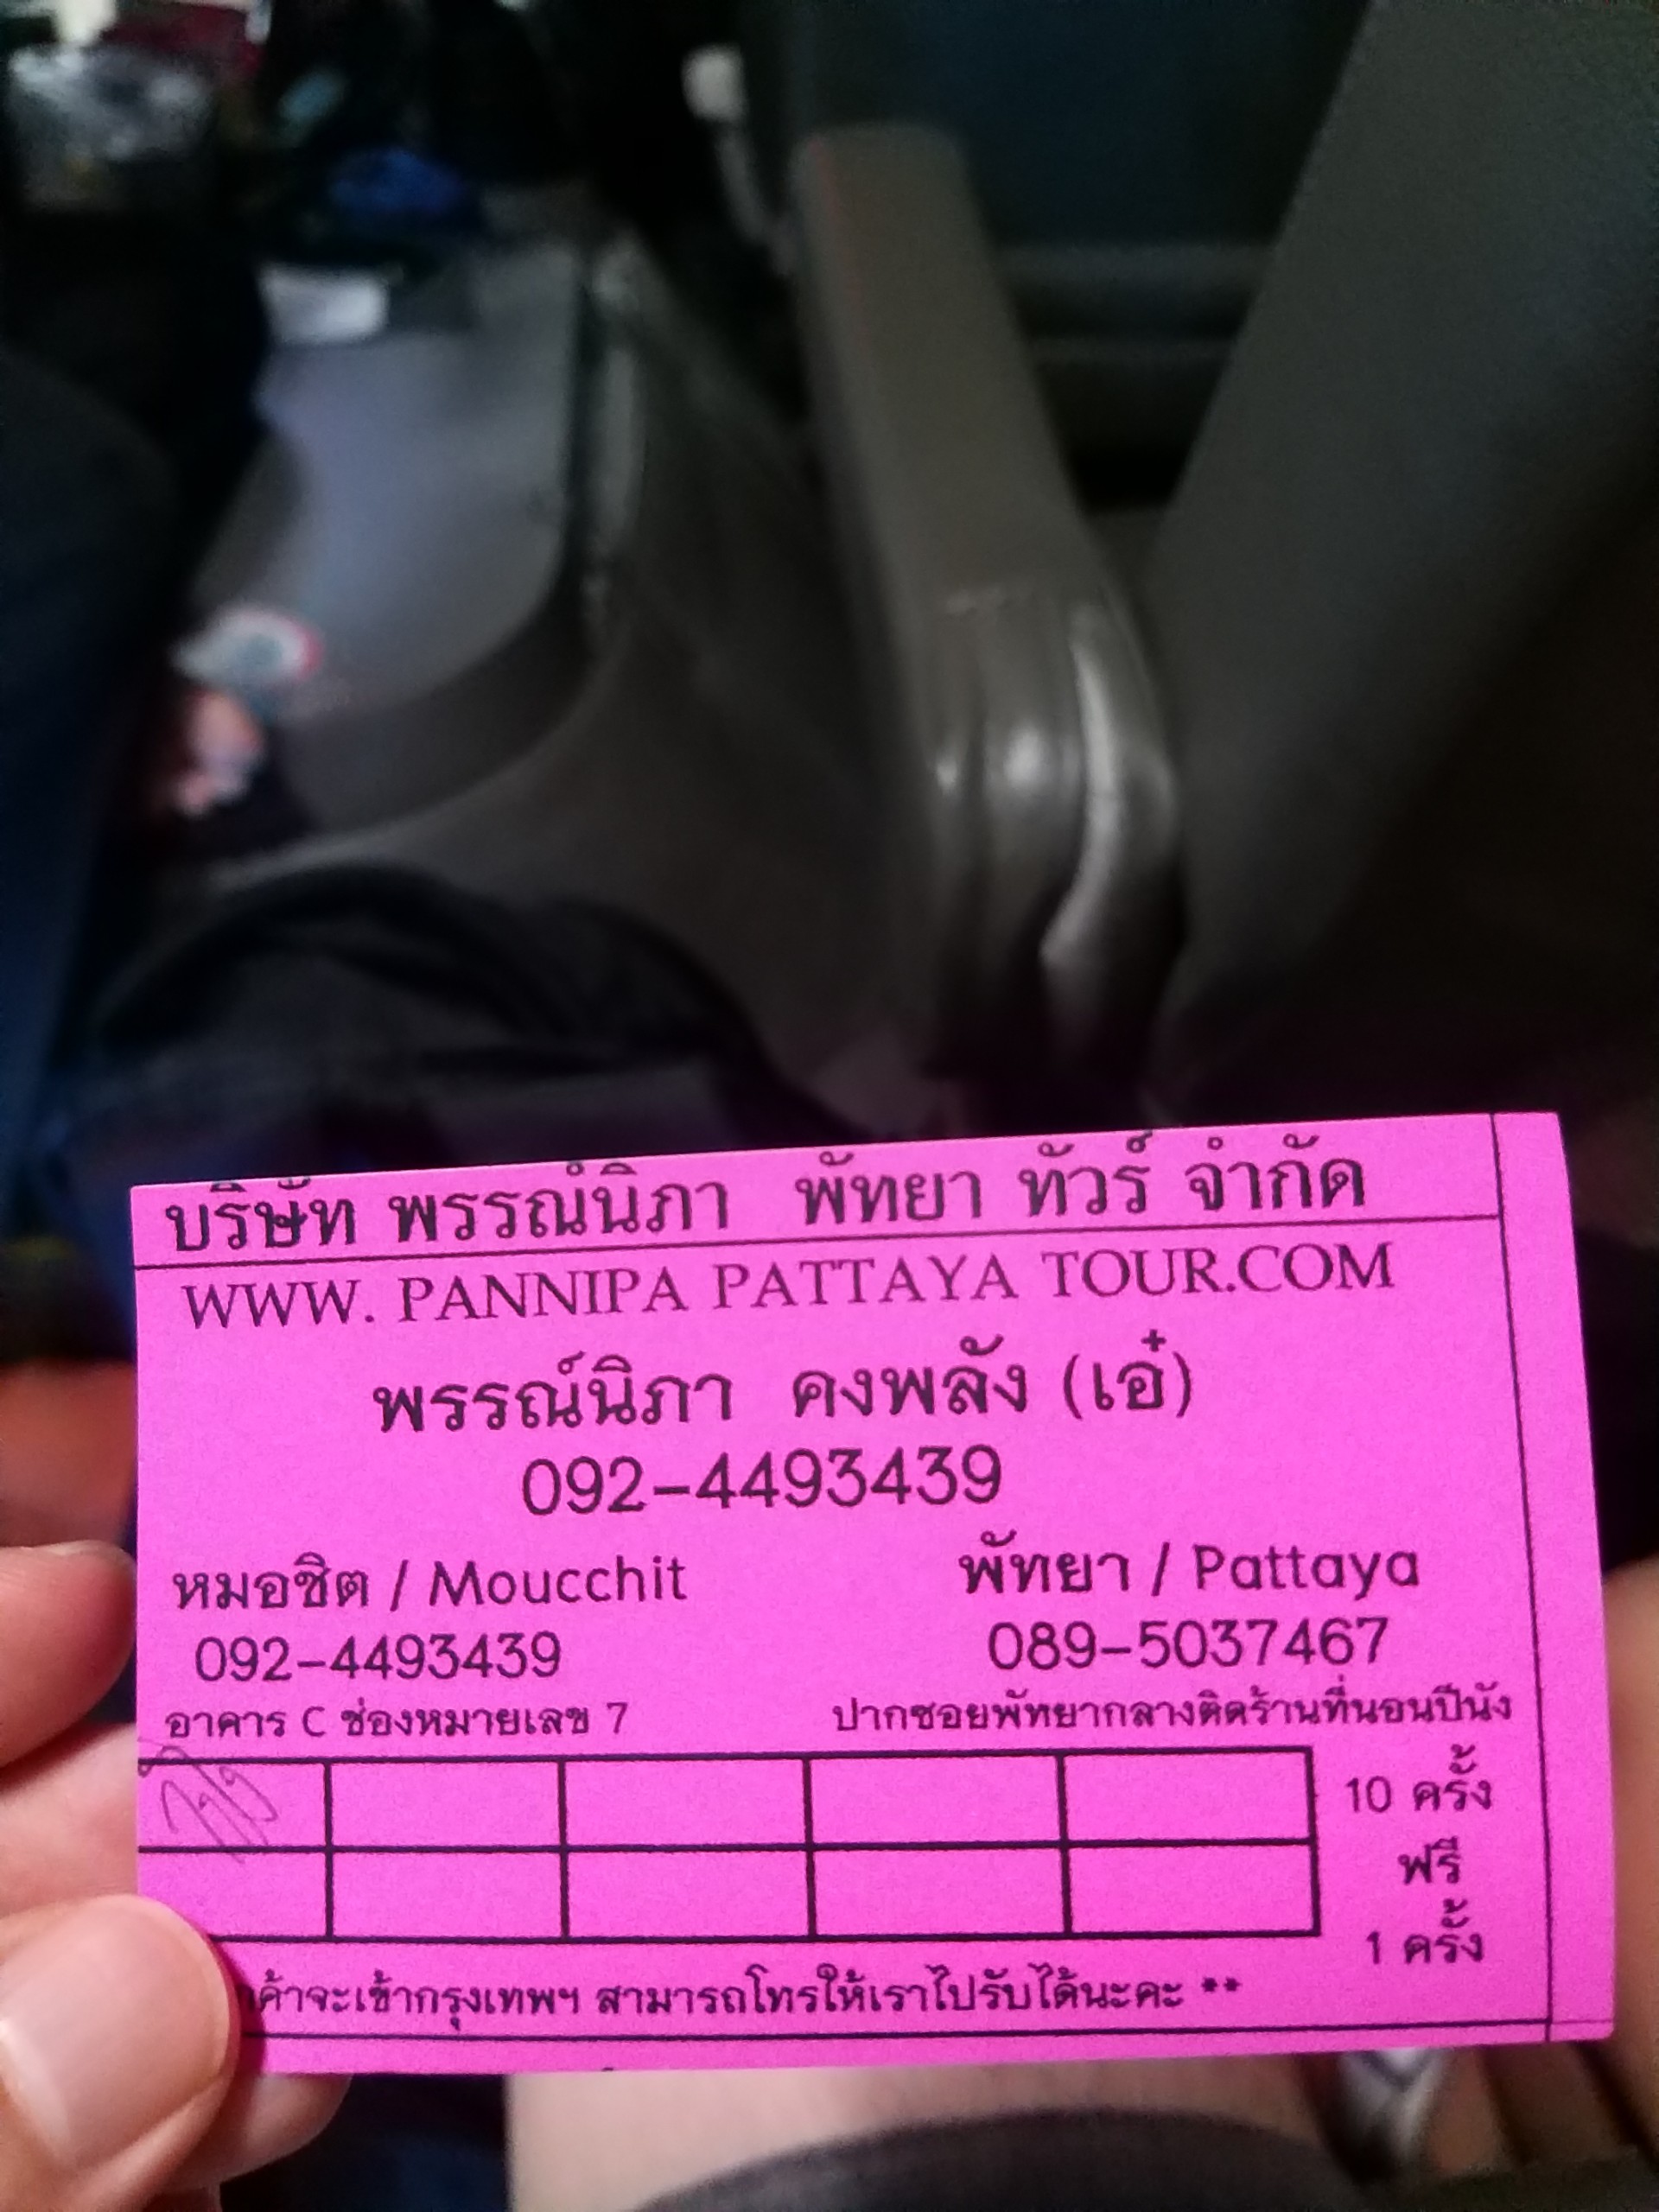 บริษัท พรรณ์นิภา พัทยา ทัวร์ จำกัด
WWW. PANNIPA PATTAYA TOUR.COM
พรรณ์นิภา คงพลัง (เอ๋)
092-4493439
หมอชิต / Moucchit
092-4493439
อาคาร C ช่องหมายเลข 7
พัทยา / Pattaya
089-5037467
ปากซอยพัทยากลางติดร้านที่นอนปีนัง
10 ครั้ง
ฟรี
1 ครั้ง
ค้าจะเข้ากรุงเทพฯ สามารถโทรให้เราไปรับได้นะคะ **